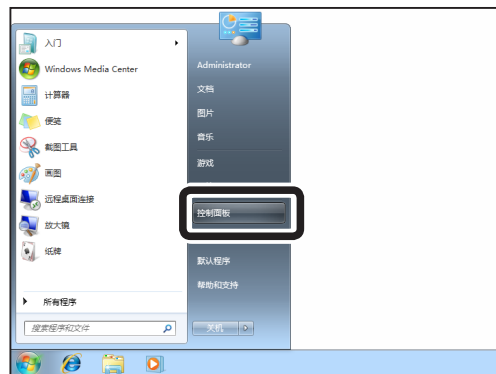 入门
Windows Media Center
计算器
便笺
截图工具
画图
远程桌面连接
放大镜
纸牌
所有程序
搜索程序和文件
Administrator
文档
图片
音乐
游戏
控制面板
默认程序
帮助和支持
关机